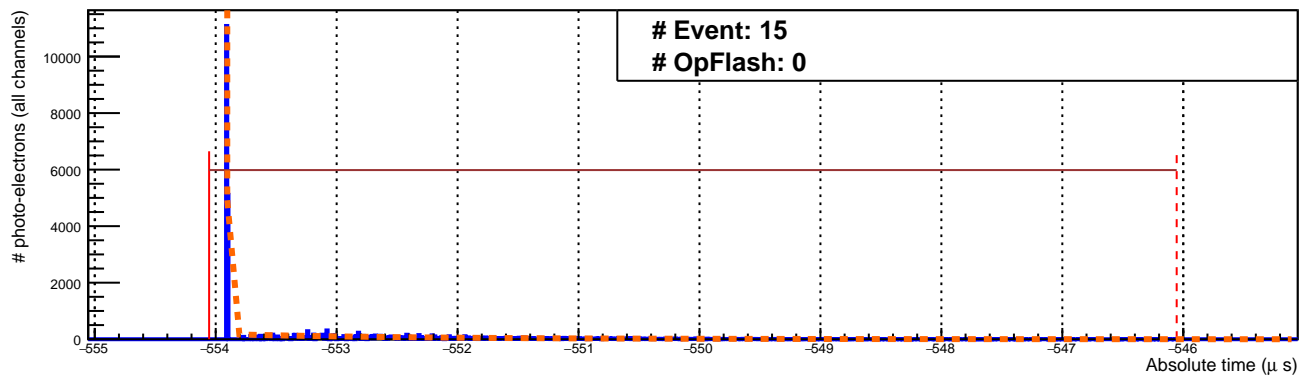 # Event: 15
# OpFlash: 0
# photo-electrons (all channels)
10000
8000
6000
4000
2000
0
–555 –554 –553 –552 –551 –550 –549 –548 –547 –546
Absolute time (μ s)